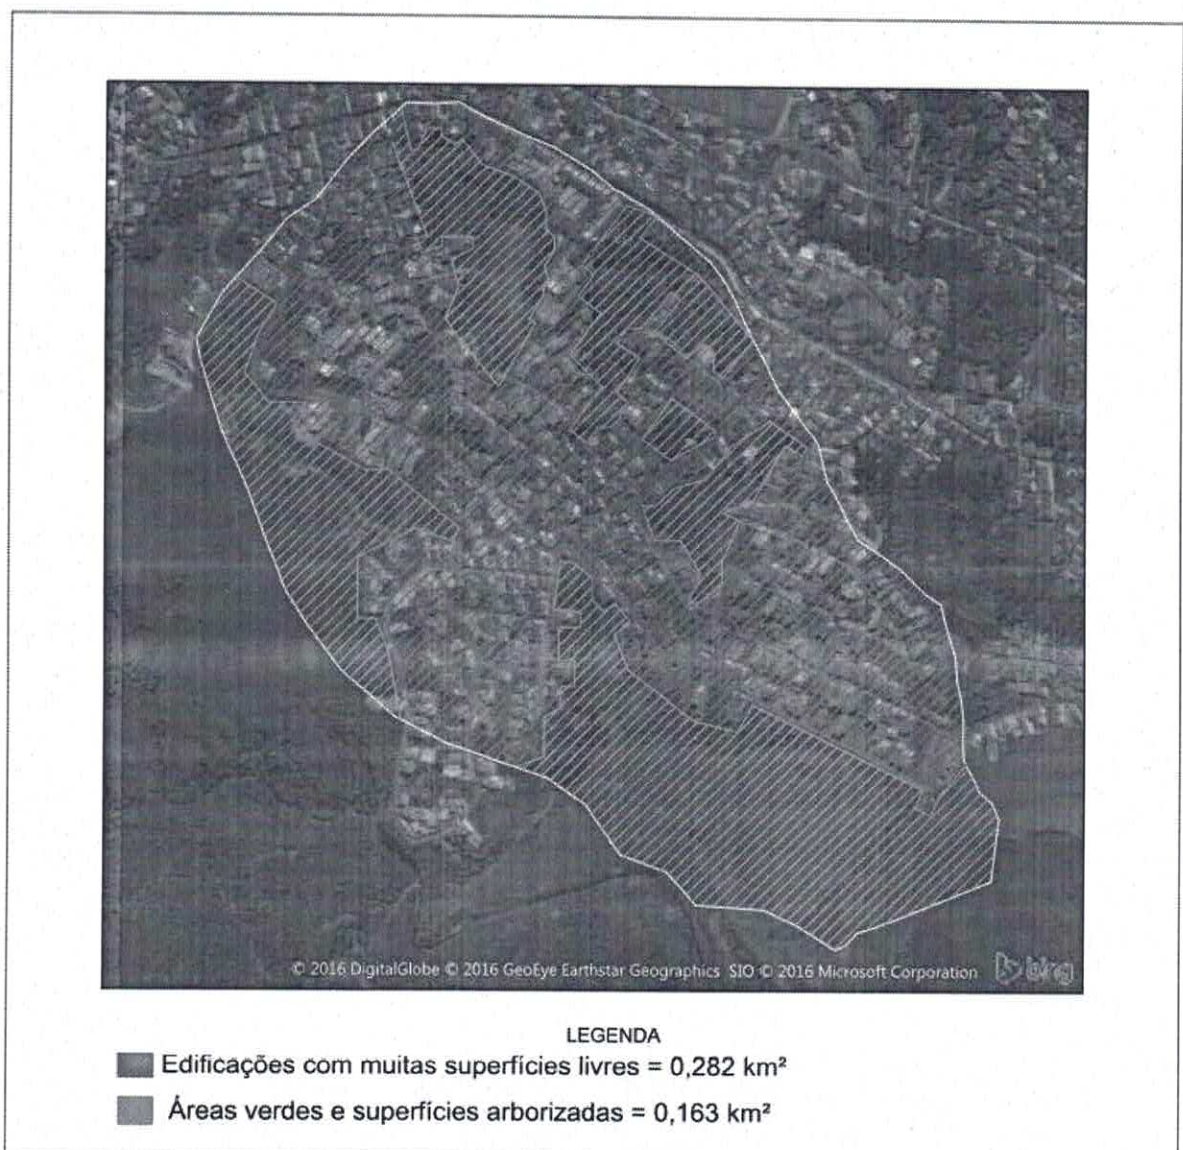 © 2016 DigitalGlobe © 2016 GeoEye Earthstar Geographics SIO © 2016 Microsoft Corporation
bing
LEGENDA
Edificações com muitas superfícies livres = 0,282 km²
Áreas verdes e superfícies arborizadas = 0,163 km²